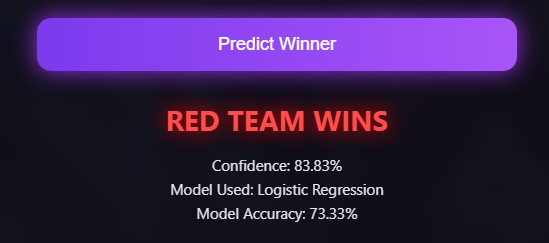 Predict Winner
RED TEAM WINS
Confidence: 83.83%
Model Used: Logistic Regression
Model Accuracy: 73.33%